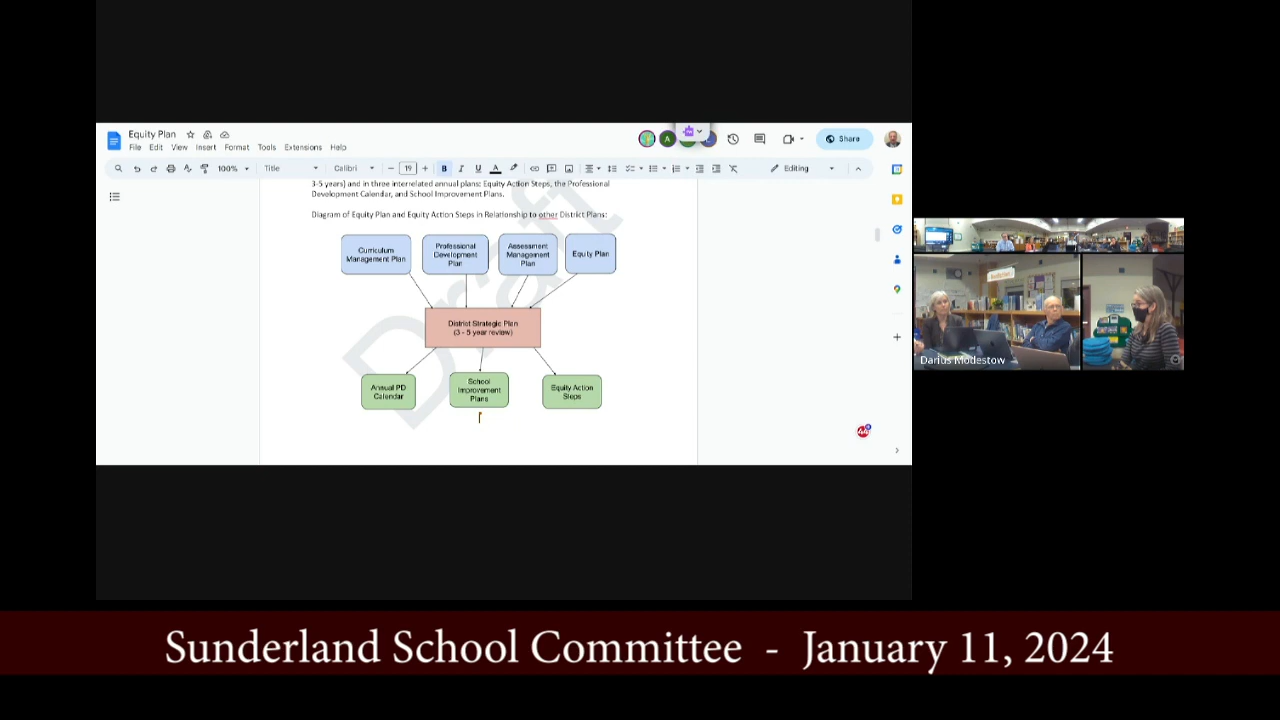 Equity Plan
File Edit View Insert Format Tools Extensions Help
Share
100% Title Calibri 19 B I U A Editing
3-5 years) and in three interrelated annual plans: Equity Action Steps, the Professional
Development Calendar, and School Improvement Plans.
Diagram of Equity Plan and Equity Action Steps in Relationship to other District Plans:
Curriculum
Management Plan
Professional
Development
Plan
Assessment
Management
Plan
Equity Plan
District Strategic Plan
(3 - 5 year review)
Annual PD
Calendar
School
Improvement
Plans
Equity Action
Steps
Draft
Darius Modestow
Sunderland School Committee - January 11, 2024